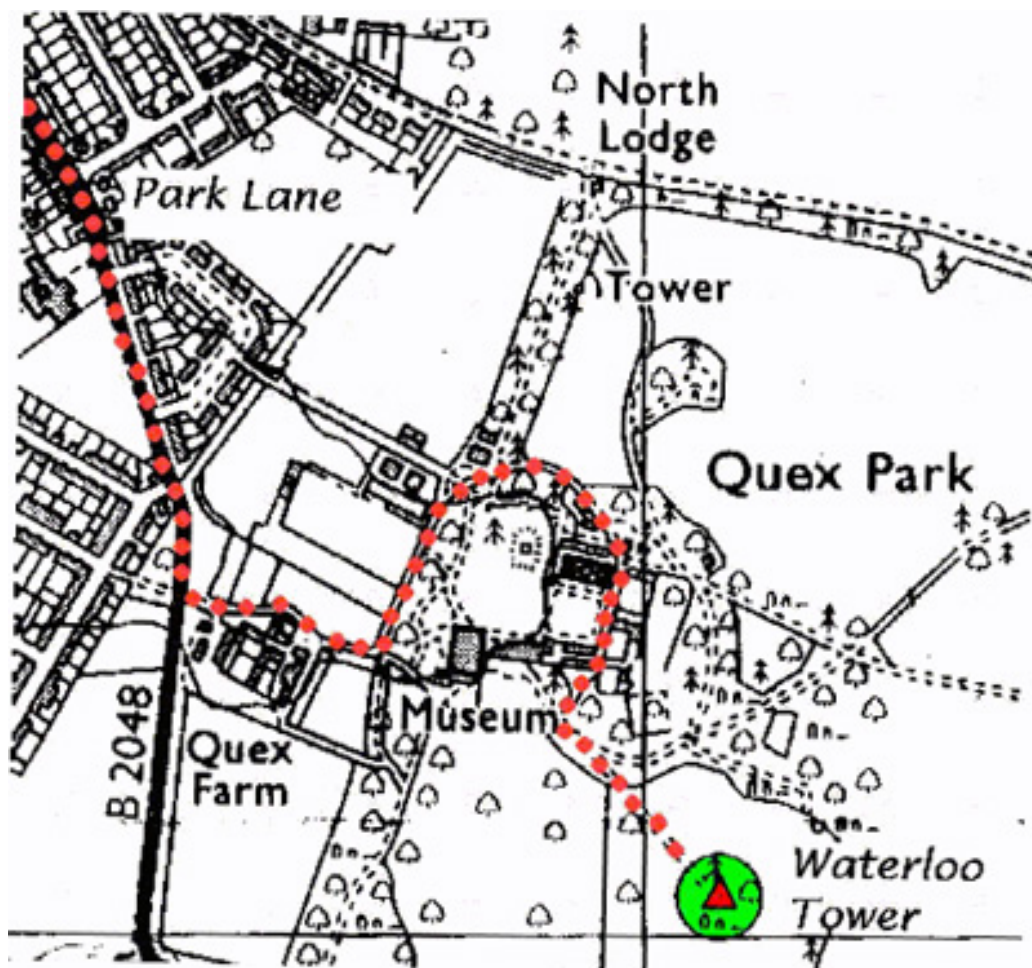 North
Lodge
Park Lane
Tower
Quex Park
Museum
Quex
Farm
B 2048
Waterloo
Tower